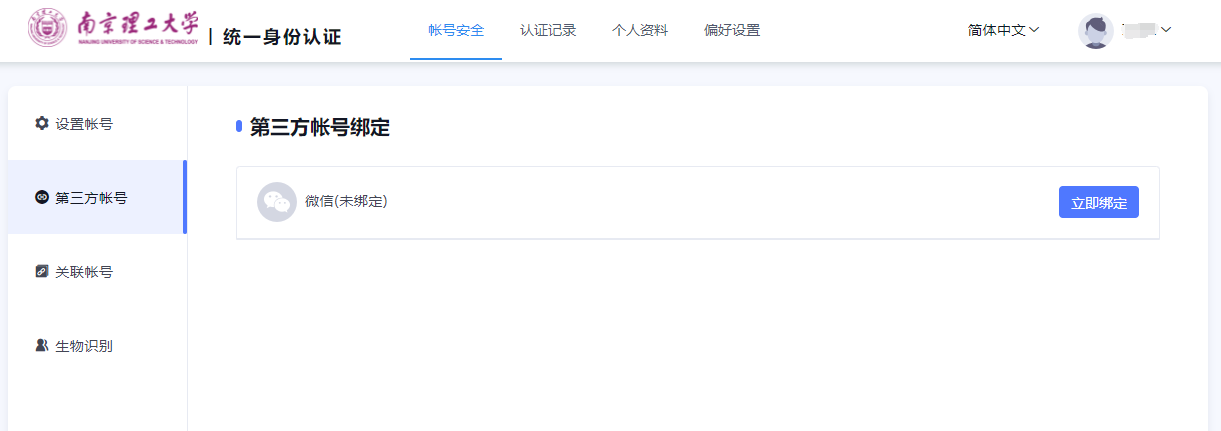 南京理工大学
NANJING UNIVERSITY OF SCIENCE & TECHNOLOGY
| 统一身份认证
帐号安全 认证记录 个人资料 偏好设置 简体中文
设置帐号
第三方帐号
关联帐号
生物识别
第三方帐号绑定
微信(未绑定) 立即绑定